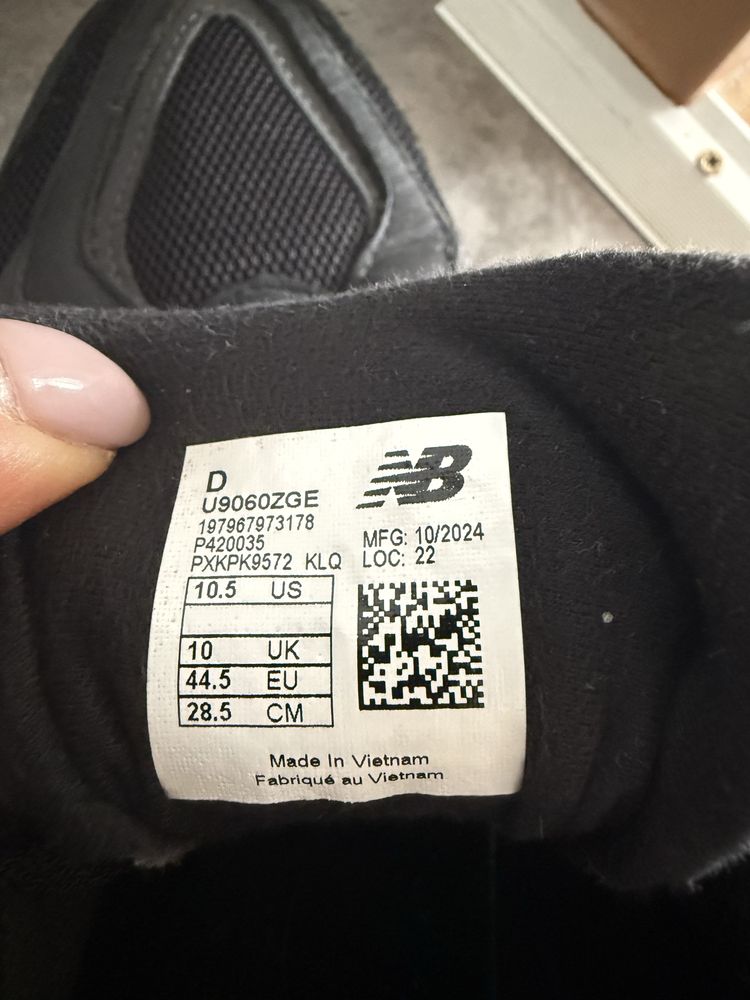 D
U9060ZGE
197967973178
P420035
PXKPK9572 KLQ
NB
MFG: 10/2024
LOC: 22
10.5 US
10 UK
44.5 EU
28.5 CM
Made In Vietnam
Fabriqué au Vietnam